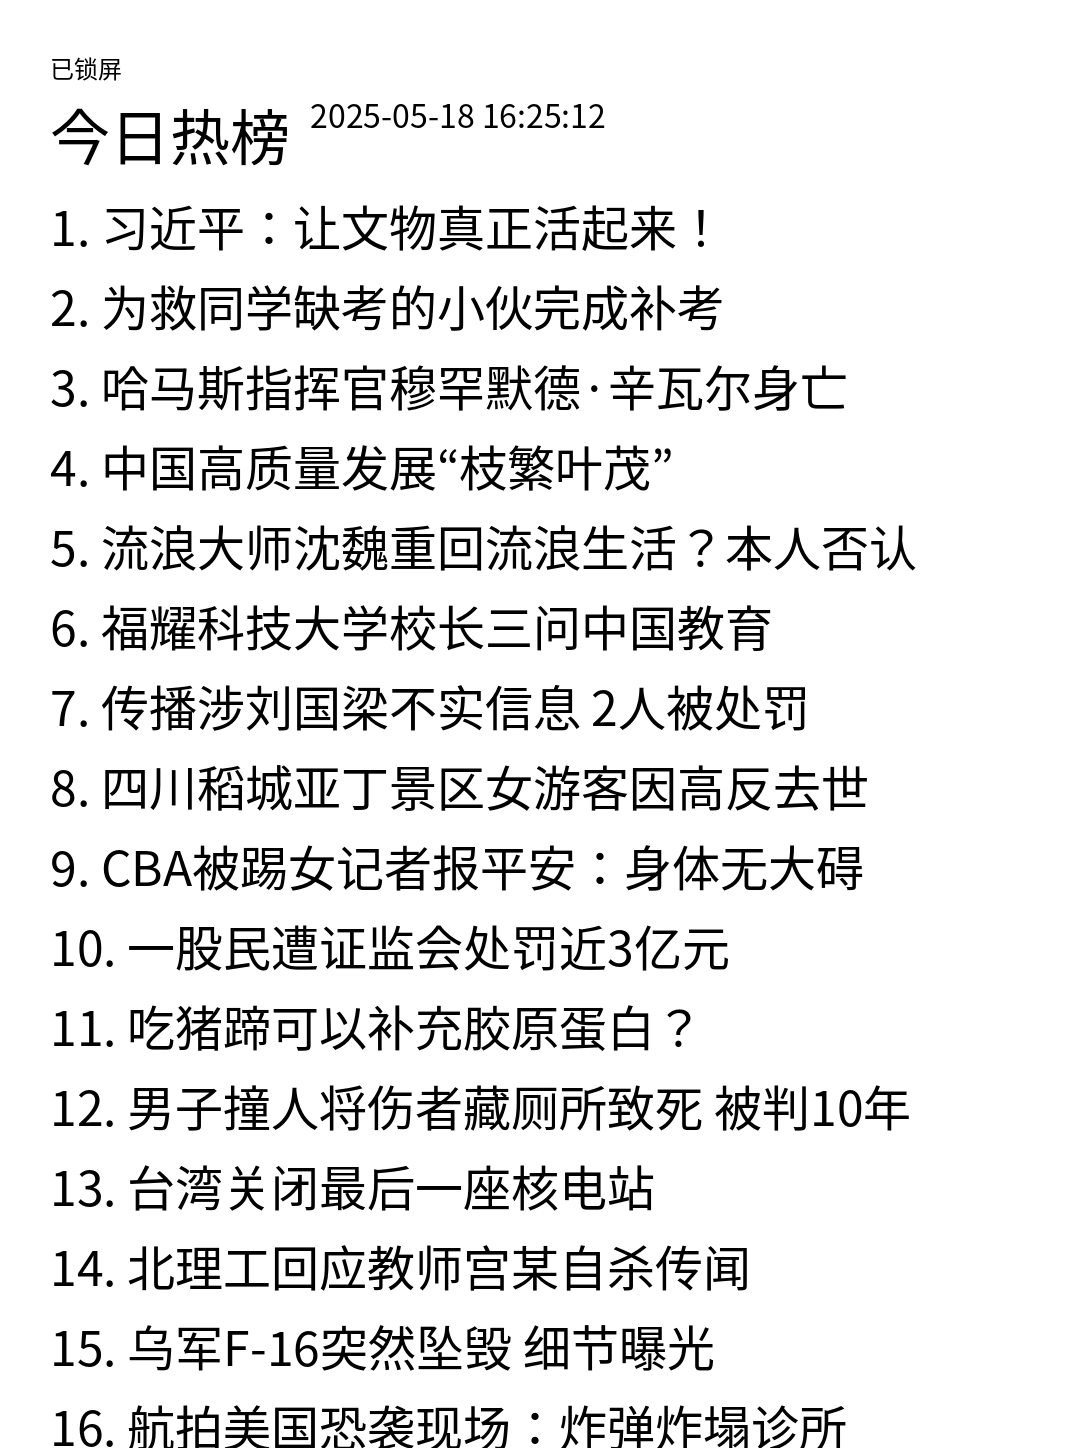 已锁屏
今日热榜 2025-05-18 16:25:12
1. 习近平：让文物真正活起来！
2. 为救同学缺考的小伙完成补考
3. 哈马斯指挥官穆罕默德·辛瓦尔身亡
4. 中国高质量发展“枝繁叶茂”
5. 流浪大师沈魏重回流浪生活？本人否认
6. 福耀科技大学校长三问中国教育
7. 传播涉刘国梁不实信息 2人被处罚
8. 四川稻城亚丁景区女游客因高反去世
9. CBA被踢女记者报平安：身体无大碍
10. 一股民遭证监会处罚近3亿元
11. 吃猪蹄可以补充胶原蛋白？
12. 男子撞人将伤者藏厕所致死 被判10年
13. 台湾关闭最后一座核电站
14. 北理工回应教师宫某自杀传闻
15. 乌军F-16突然坠毁 细节曝光
16. 航拍美国恐袭现场：炸弹炸塌诊所